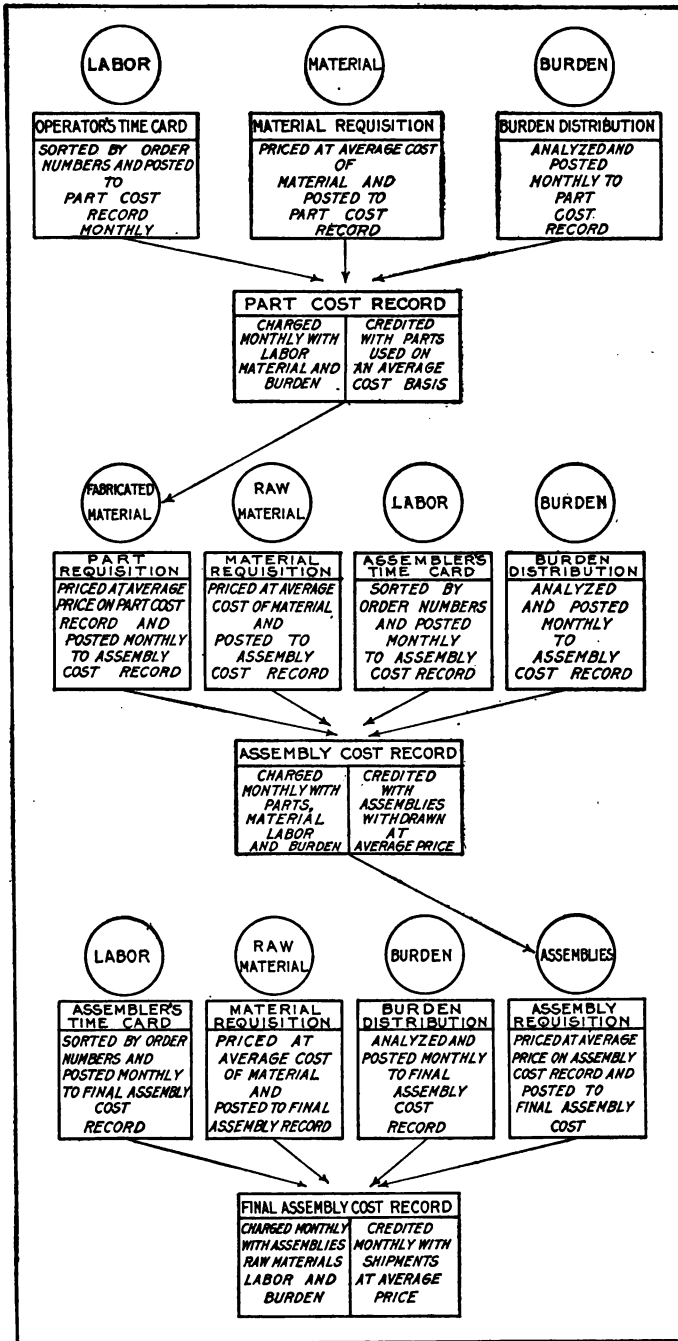 LABOR
MATERIAL
BURDEN
OPERATOR'S TIME CARD
SORTED BY ORDER
NUMBERS AND POSTED
TO
PART COST
RECORD
MONTHLY
MATERIAL REQUISITION
PRICED AT AVERAGE COST
OF
MATERIAL AND
POSTED TO
PART COST
RECORD
BURDEN DISTRIBUTION
ANALYZED AND
POSTED
MONTHLY TO
PART
COST
RECORD
PART COST RECORD
CHARGED
MONTHLY WITH
LABOR
MATERIAL AND
BURDEN
CREDITED
WITH PARTS
USED ON
AN AVERAGE
COST BASIS
FABRICATED
MATERIAL
RAW
MATERIAL
LABOR
BURDEN
PART
REQUISITION
PRICED AT AVERAGE
PRICE ON PART COST
RECORD AND
POSTED MONTHLY
TO ASSEMBLY
COST RECORD
MATERIAL
REQUISITION
PRICED AT AVERAGE
COST OF MATERIAL
AND
POSTED TO
ASSEMBLY
COST RECORD
ASSEMBLER'S
TIME CARD
SORTED BY
ORDER NUMBERS
AND POSTED
MONTHLY
TO ASSEMBLY
COST RECORD
BURDEN
DISTRIBUTION
ANALYZED
AND POSTED
MONTHLY
TO
ASSEMBLY
COST RECORD
ASSEMBLY COST RECORD
CHARGED
MONTHLY WITH
PARTS,
MATERIAL
LABOR
AND BURDEN
CREDITED
WITH
ASSEMBLIES
WITHDRAWN
AT
AVERAGE PRICE
LABOR
RAW
MATERIAL
BURDEN
ASSEMBLIES
ASSEMBLER'S
TIME CARD
SORTED BY ORDER
NUMBERS AND
POSTED MONTHLY
TO FINAL ASSEMBLY
COST
RECORD
MATERIAL
REQUISITION
PRICED AT
AVERAGE COST
OF MATERIAL
AND
POSTED TO FINAL
ASSEMBLY RECORD
BURDEN
DISTRIBUTION
ANALYZED AND
POSTED MONTHLY
TO FINAL
ASSEMBLY
COST
RECORD
ASSEMBLY
REQUISITION
PRICED AT AVERAGE
PRICE ON ASSEMBLY
COST RECORD AND
POSTED TO
FINAL ASSEMBLY
COST
FINAL ASSEMBLY COST RECORD
CHARGED MONTHLY
WITH ASSEMBLIES
RAW MATERIALS
LABOR AND
BURDEN
CREDITED
MONTHLY WITH
SHIPMENTS
AT AVERAGE
PRICE